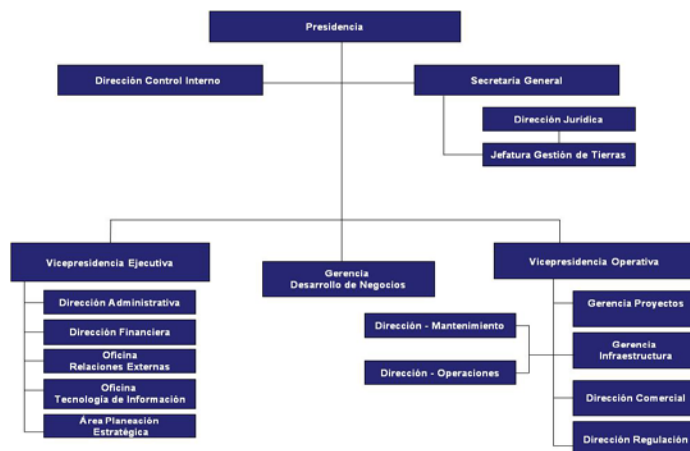 Presidencia
Dirección Control Interno
Secretaría General
Dirección Jurídica
Jefatura Gestión de Tierras
Vicepresidencia Ejecutiva
Gerencia
Desarrollo de Negocios
Vicepresidencia Operativa
Dirección Administrativa
Dirección Financiera
Oficina
Relaciones Externas
Oficina
Tecnología de Información
Área Planeación
Estratégica
Dirección - Mantenimiento
Dirección - Operaciones
Gerencia Proyectos
Gerencia
Infraestructura
Dirección Comercial
Dirección Regulación